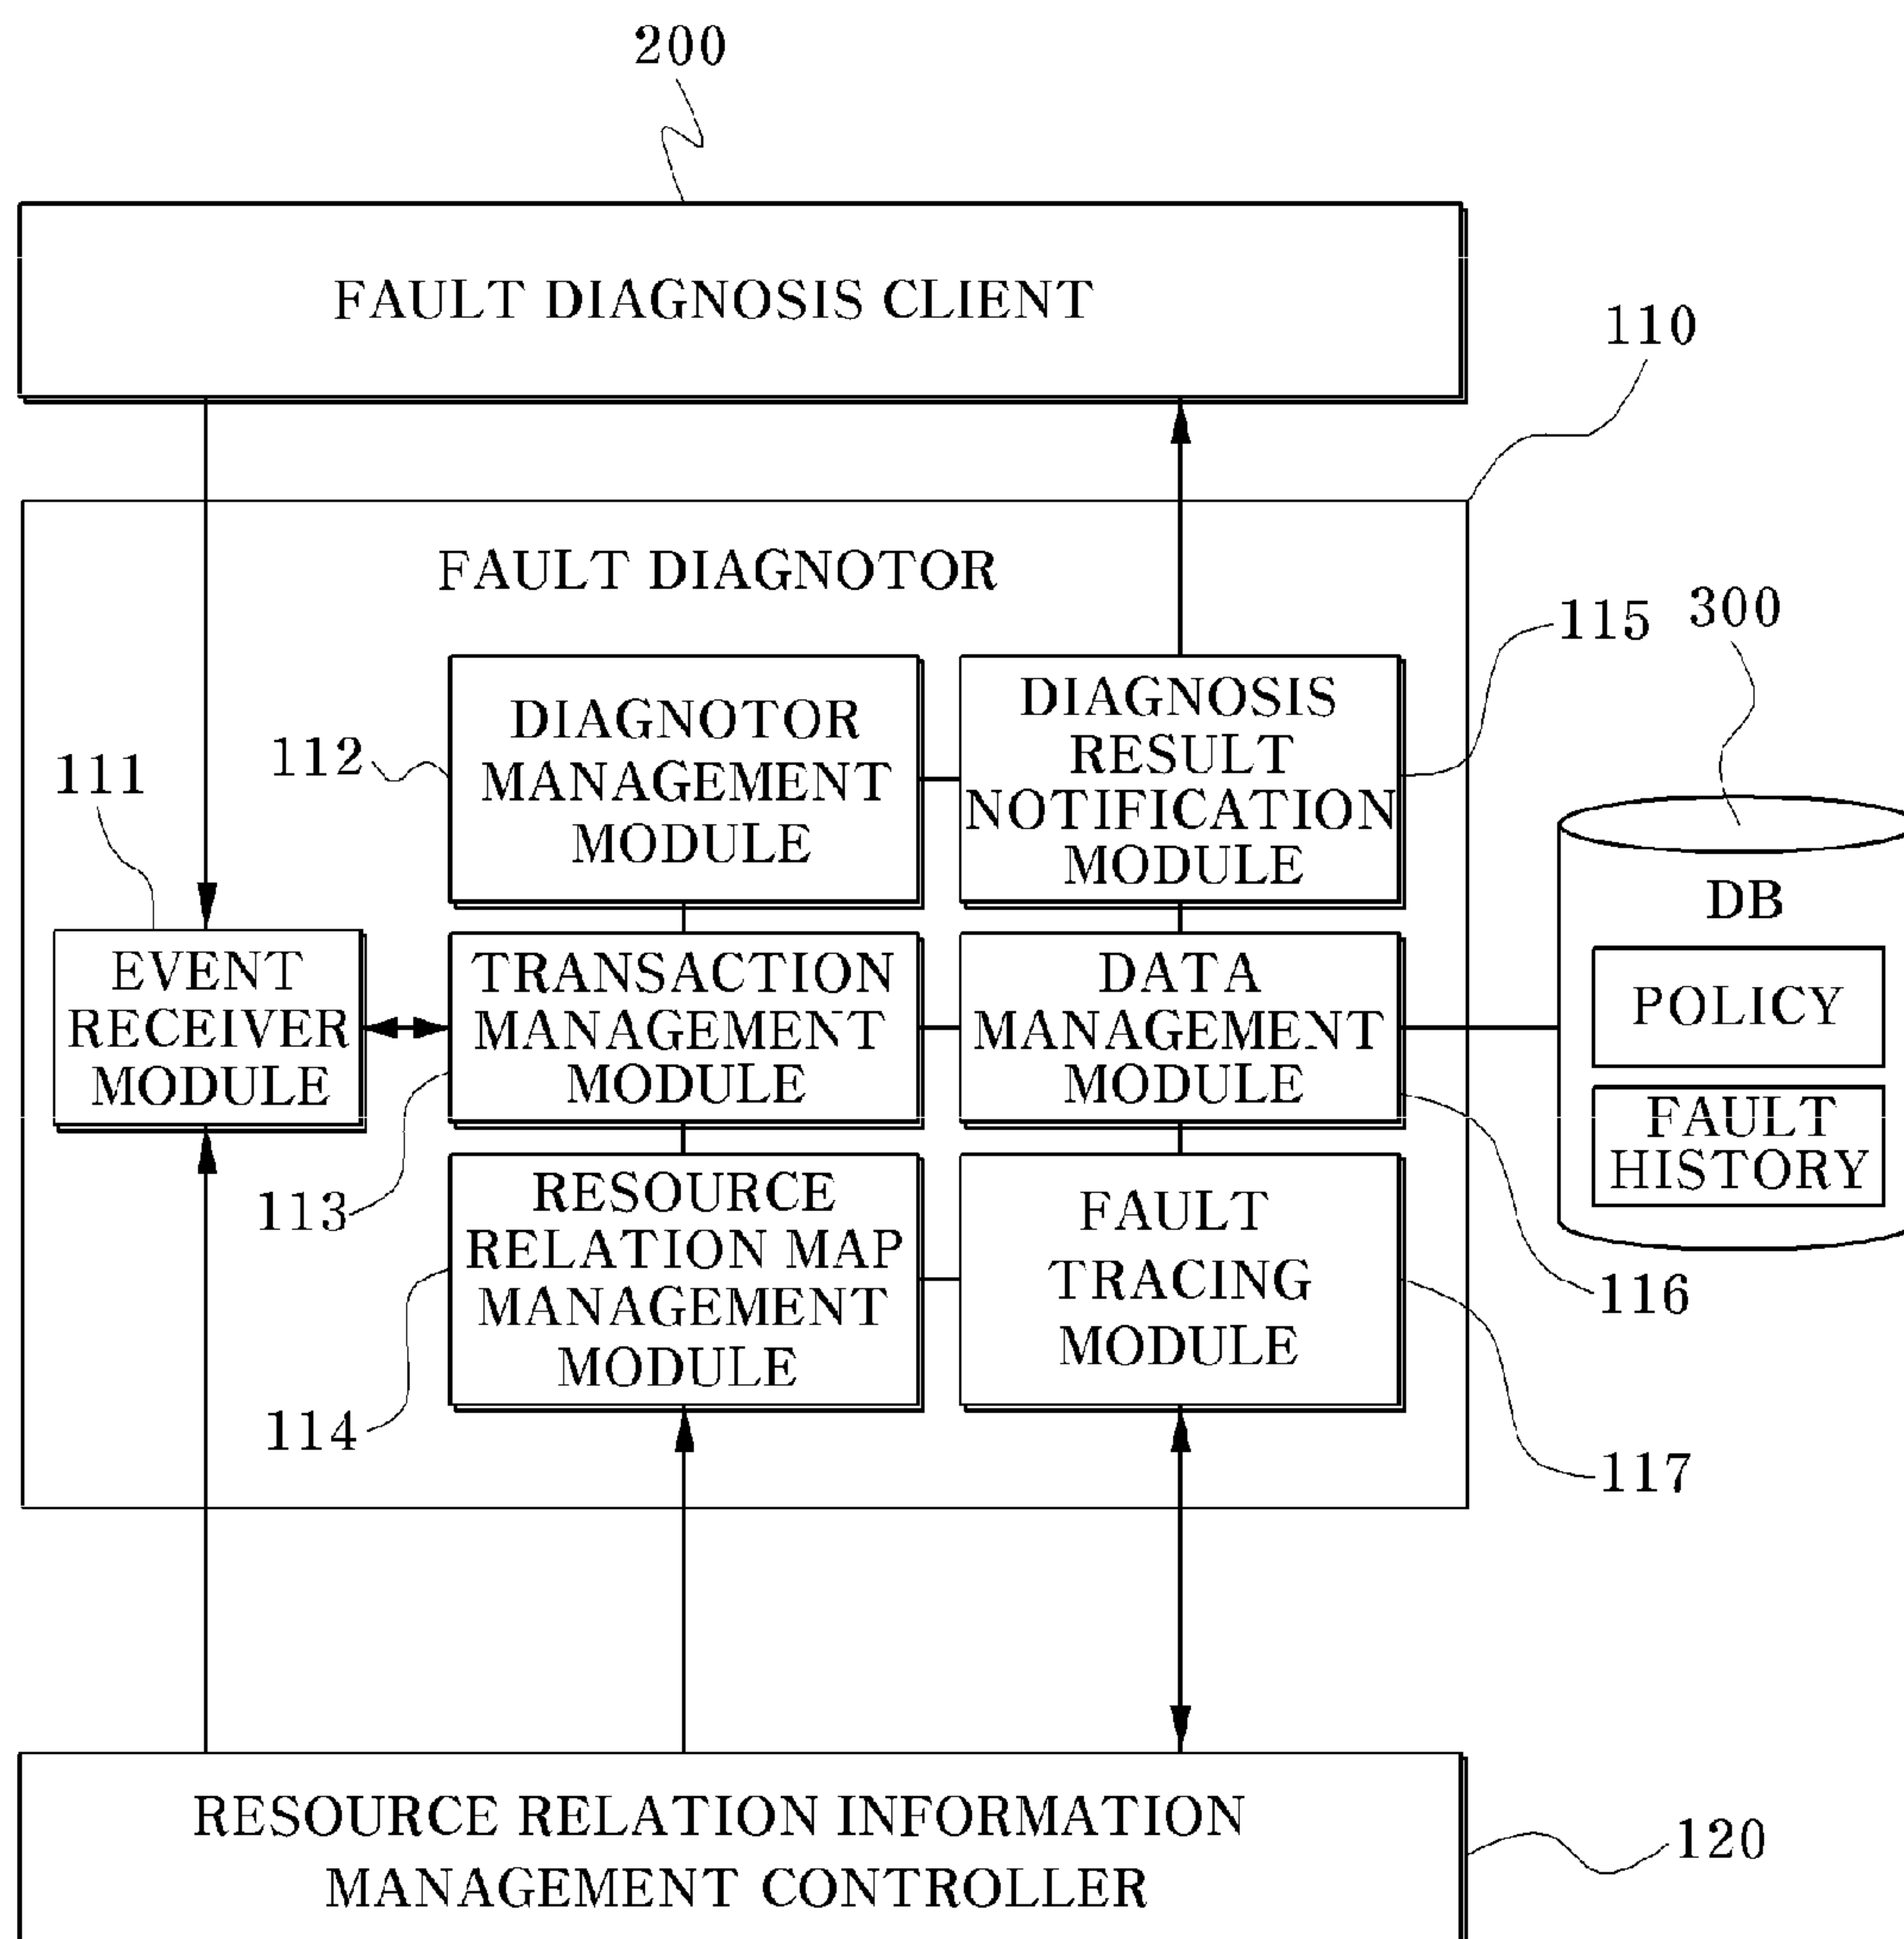 200
FAULT DIAGNOSIS CLIENT
110
FAULT DIAGNOTOR
115
300
112
DIAGNOTOR
MANAGEMENT
MODULE
DIAGNOSIS
RESULT
NOTIFICATION
MODULE
111
EVENT
RECEIVER
MODULE
TRANSACTION
MANAGEMENT
MODULE
DATA
MANAGEMENT
MODULE
DB
POLICY
FAULT
HISTORY
113
RESOURCE
RELATION MAP
MANAGEMENT
MODULE
FAULT
TRACING
MODULE
116
114
117
RESOURCE RELATION INFORMATION
MANAGEMENT CONTROLLER
120